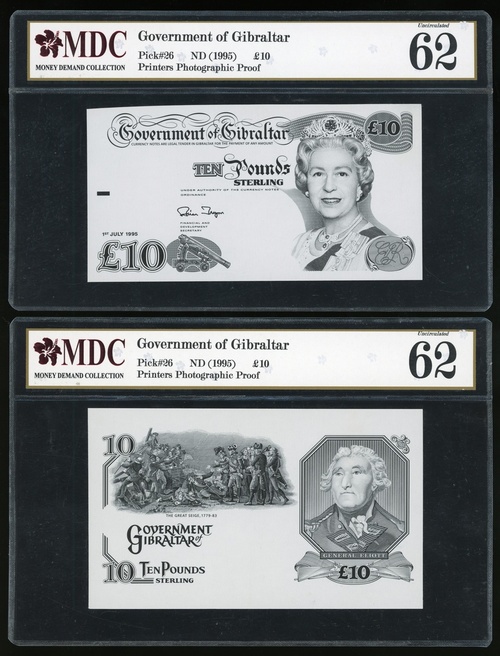 MDC
MONEY DEMAND COLLECTION
Government of Gibraltar
Pick#26 ND (1995) £10
Printers Photographic Proof
Uncirculated
62
Government of Gibraltar
CURRENCY NOTES ARE LEGAL TENDER IN GIBRALTAR FOR THE PAYMENT OF ANY AMOUNT
£10
TEN Pounds
STERLING
UNDER AUTHORITY OF THE CURRENCY NOTES
ORDINANCE
FINANCIAL AND
DEVELOPMENT
SECRETARY
1ST JULY 1995
£10
MDC
MONEY DEMAND COLLECTION
Government of Gibraltar
Pick#26 ND (1995) £10
Printers Photographic Proof
Uncirculated
62
10
THE GREAT SEIGE, 1779-83
GOVERNMENT
of GIBRALTAR
10 TEN POUNDS
STERLING
GENERAL ELIOTT
£10